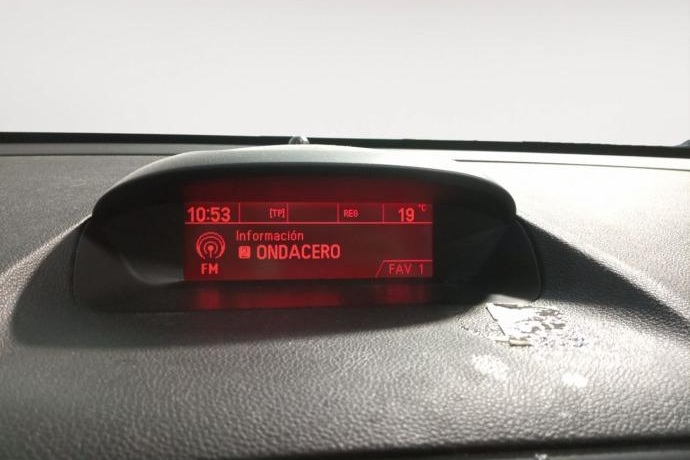 10:53 [TP] REG 19 °C
Información
ONDACERO
FM
FAV 1